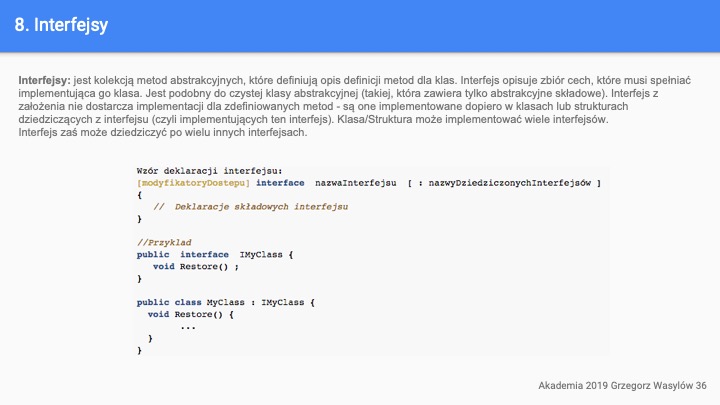 8. Interfejsy
Interfejsy: jest kolekcją metod abstrakcyjnych, które definiują opis definicji metod dla klas. Interfejs opisuje zbiór cech, które musi spełniać
implementująca go klasa. Jest podobny do czystej klasy abstrakcyjnej (takiej, która zawiera tylko abstrakcyjne składowe). Interfejs z
założenia nie dostarcza implementacji dla zdefiniowanych metod - są one implementowane dopiero w klasach lub strukturach
dziedziczących z interfejsu (czyli implementujących ten interfejs). Klasa/Struktura może implementować wiele interfejsów.
Interfejs zaś może dziedziczyć po wielu innych interfejsach.
Wzór deklaracji interfejsu:
[modyfikatoryDostepu] interface nazwaInterfejsu [ : nazwyDziedziczonychInterfejsów ]
{
// Deklaracje składowych interfejsu
}
//Przyklad
public interface IMyClass {
void Restore() ;
}
public class MyClass : IMyClass {
void Restore() {
...
}
}
Akademia 2019 Grzegorz Wasylów 36